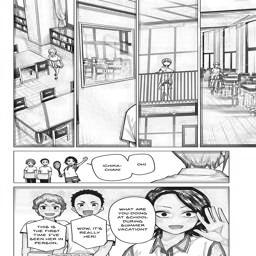 OH!
ICHIKA-
CHAN!
WHAT ARE
YOU DOING
AT SCHOOL
DURING
SUMMER
VACATION?
WOW, IT'S
REALLY
HER!
THIS IS
THE FIRST
TIME I'VE
SEEN HER IN
PERSON.